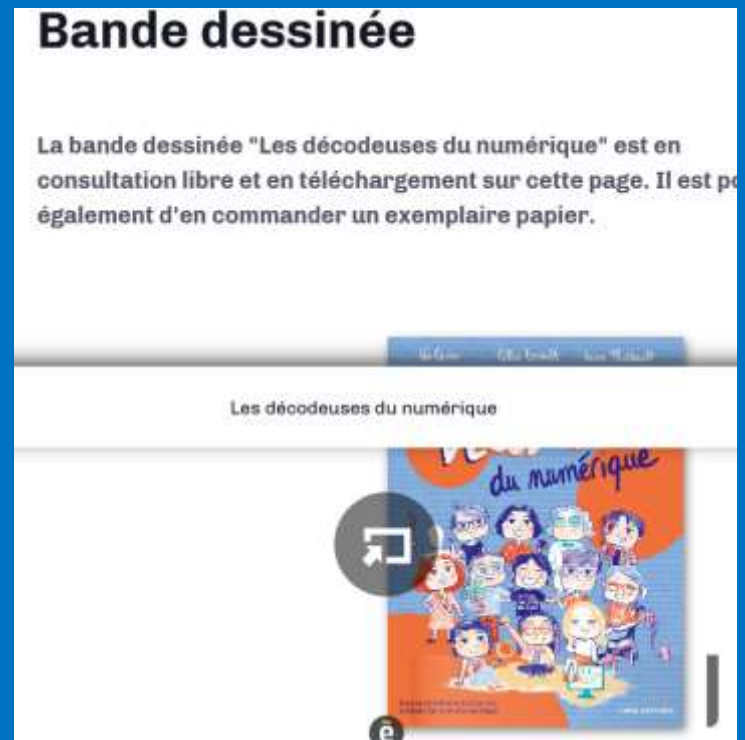 Bande dessinée
La bande dessinée "Les décodeuses du numérique" est en
consultation libre et en téléchargement sur cette page. Il est
également d'en commander un exemplaire papier.
Les décodeuses du numérique
du numérique
ē